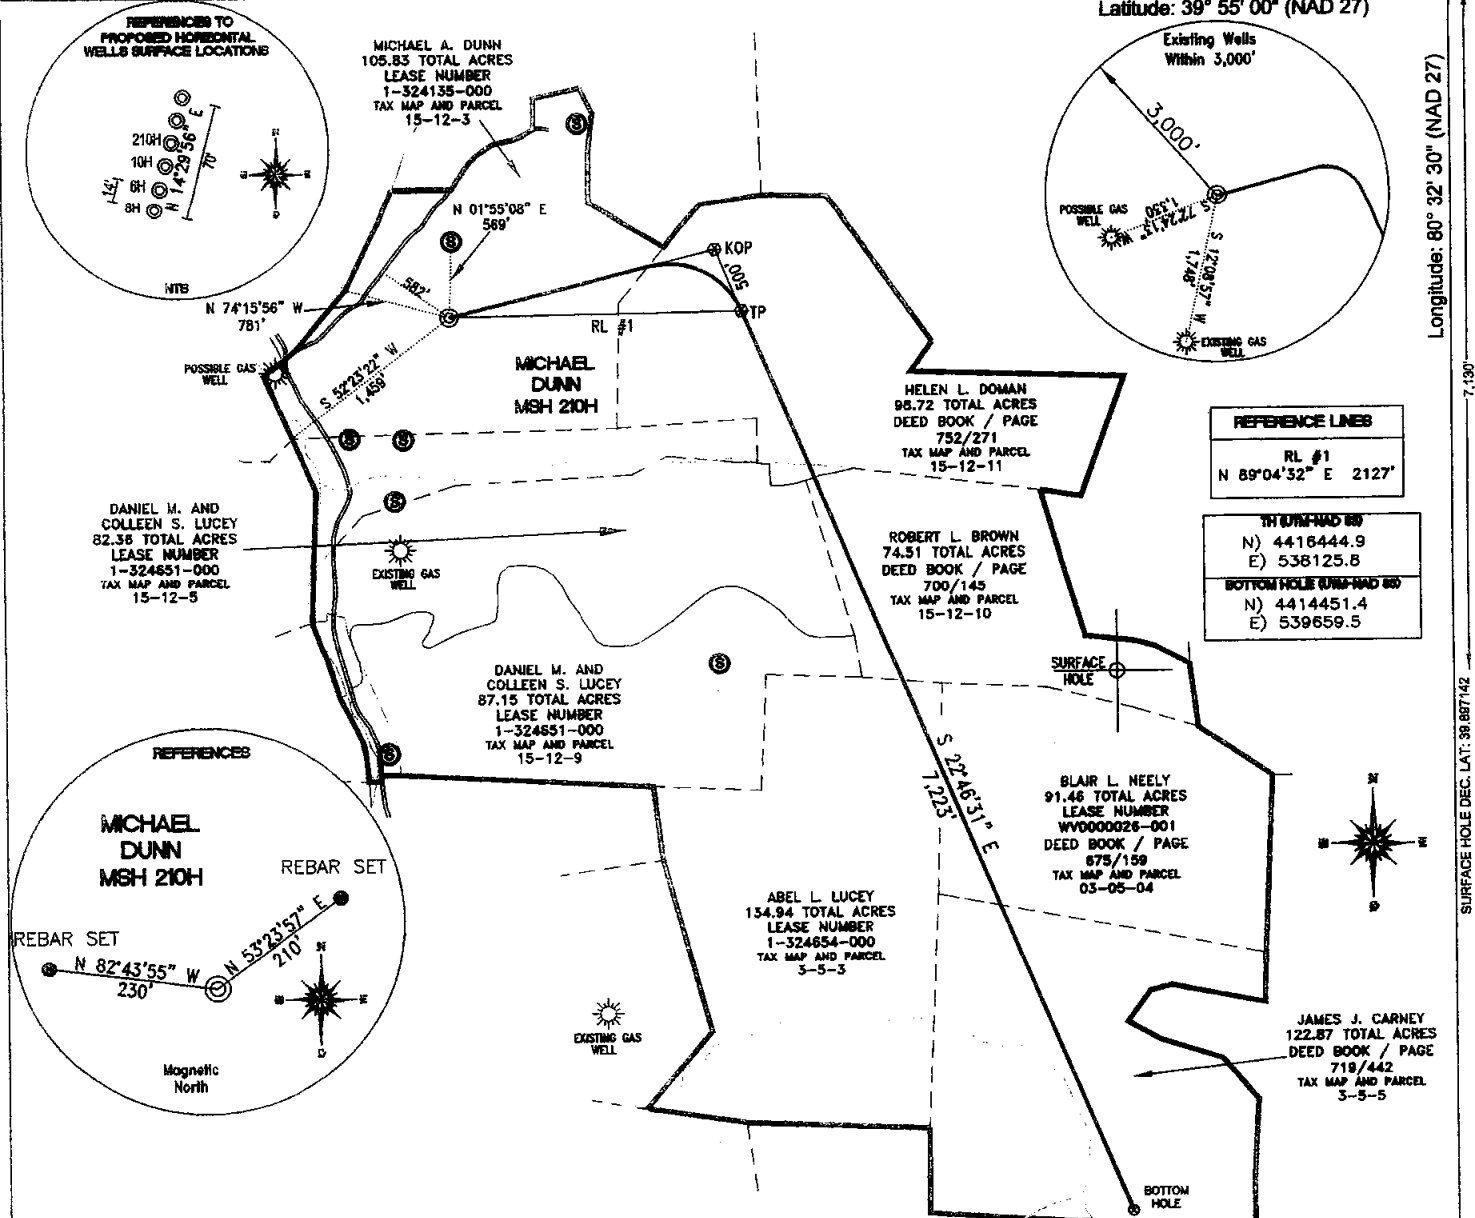 Latitude: 39° 55' 00" (NAD 27)
Longitude: 80° 32' 30" (NAD 27)
REFERENCES TO
PROPOSED HORIZONTAL
WELLS SURFACE LOCATIONS
210H
10H
6H
8H
14'
N 14°29'56" E
70'
NTS
MICHAEL A. DUNN
105.83 TOTAL ACRES
LEASE NUMBER
1-324135-000
TAX MAP AND PARCEL
15-12-3
Existing Wells
Within 3,000'
3,000'
POSSIBLE GAS
WELL
S 72°24'13" W
1,330'
S 12°08'57" W
1,748'
EXISTING GAS
WELL
N 01°55'08" E
569'
582'
N 74°15'56" W
781'
KOP
500'
TP
RL #1
POSSIBLE GAS
WELL
S 52°23'22" W
1,459'
MICHAEL
DUNN
MSH 210H
HELEN L. DOMAN
96.72 TOTAL ACRES
DEED BOOK / PAGE
752/271
TAX MAP AND PARCEL
15-12-11
REFERENCE LINES
RL #1
N 89°04'32" E 2127'
7,130'
DANIEL M. AND
COLLEEN S. LUCEY
82.36 TOTAL ACRES
LEASE NUMBER
1-324651-000
TAX MAP AND PARCEL
15-12-5
EXISTING GAS
WELL
ROBERT L. BROWN
74.51 TOTAL ACRES
DEED BOOK / PAGE
700/145
TAX MAP AND PARCEL
15-12-10
N) 4416444.9
E) 538125.8
N) 4414451.4
E) 539659.5
SURFACE
HOLE
DANIEL M. AND
COLLEEN S. LUCEY
87.15 TOTAL ACRES
LEASE NUMBER
1-324651-000
TAX MAP AND PARCEL
15-12-9
SURFACE HOLE DEC. LAT: 39.897142
REFERENCES
MICHAEL
DUNN
MSH 210H
REBAR SET
REBAR SET
N 53°23'57" E
210'
N 82°43'55" W
230'
Magnetic
North
S 22°46'31" E
7,223'
BLAIR L. NEELY
91.46 TOTAL ACRES
LEASE NUMBER
WV0000026-001
DEED BOOK / PAGE
675/159
TAX MAP AND PARCEL
03-05-04
ABEL L. LUCEY
134.94 TOTAL ACRES
LEASE NUMBER
1-324654-000
TAX MAP AND PARCEL
3-5-3
EXISTING GAS
WELL
JAMES J. CARNEY
122.87 TOTAL ACRES
DEED BOOK / PAGE
719/442
TAX MAP AND PARCEL
3-5-5
BOTTOM
HOLE